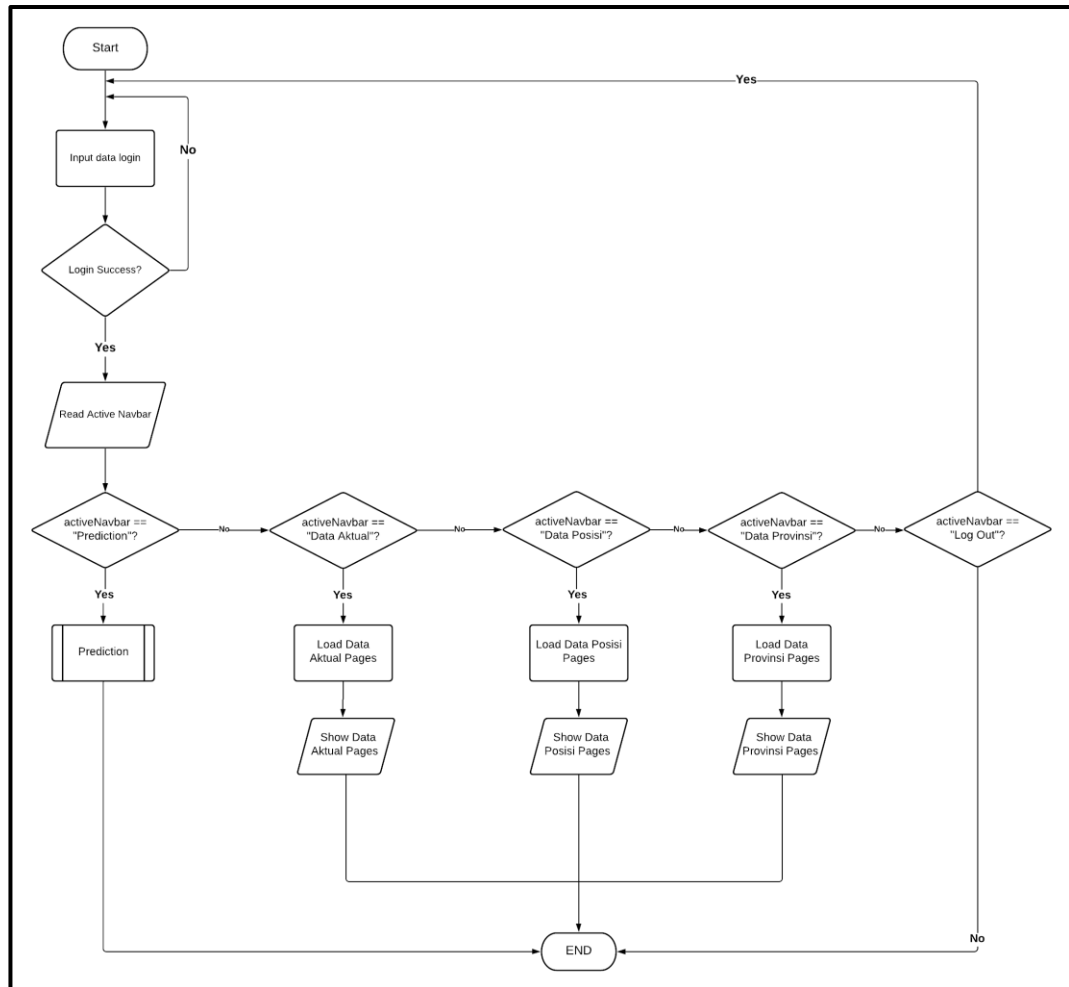 Start
Yes
Input data login
No
Login Success?
Yes
Read Active Navbar
activeNavbar ==
"Prediction"?
No
activeNavbar ==
"Data Aktual"?
No
activeNavbar ==
"Data Posisi"?
No
activeNavbar ==
"Data Provinsi"?
No
activeNavbar ==
"Log Out"?
Yes
Yes
Yes
Yes
Prediction
Load Data
Aktual Pages
Load Data Posisi
Pages
Load Data
Provinsi Pages
Show Data
Aktual Pages
Show Data
Posisi Pages
Show Data
Provinsi Pages
No
END